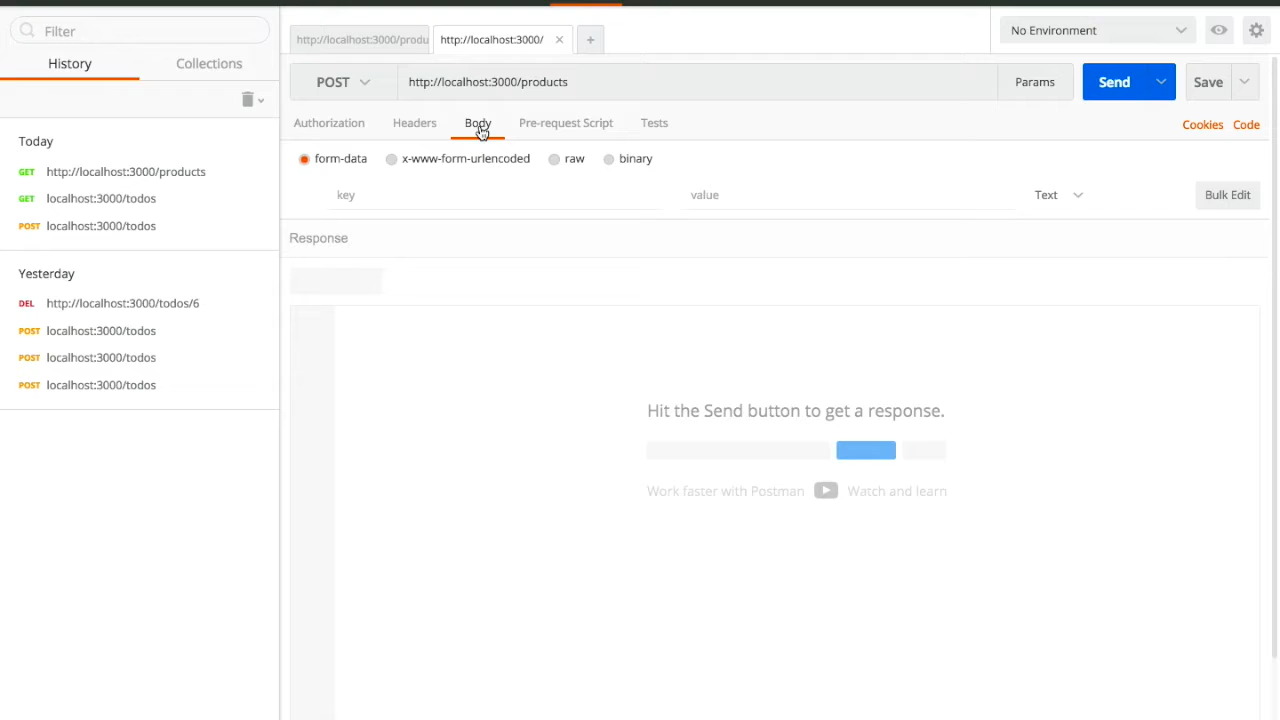 Filter
History Collections
Today
GET http://localhost:3000/products
GET localhost:3000/todos
POST localhost:3000/todos
Yesterday
DEL http://localhost:3000/todos/6
POST localhost:3000/todos
POST localhost:3000/todos
POST localhost:3000/todos
http://localhost:3000/produ http://localhost:3000/ No Environment
POST http://localhost:3000/products Params Send Save
Authorization Headers Body Pre-request Script Tests Cookies Code
form-data x-www-form-urlencoded raw binary
key value Text Bulk Edit
Response
Hit the Send button to get a response.
Work faster with Postman Watch and learn